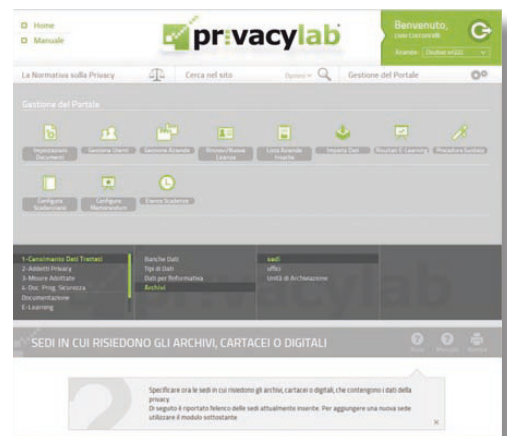 Home
Manuale
privacylab
Benvenuto,
Azienda
La Normativa sulla Privacy
Cerca nel sito
Opzioni
Gestione del Portale
Gestione del Portale
Impostazioni Documenti
Gestione Utenti
Gestione Aziende
Rinnovi/Nuove Licenze
Lista Aziende Inserite
Importa Dati
Risultati E-Learning
Procedura Guidata
Configura Scadenziario
Configura Memorandum
Elenco Scadenze
1-Censimento Dati Trattati
2-Addetti Privacy
3-Misure Adottate
4-Doc. Prog. Sicurezza
Documentazione
E-Learning
Banche Dati
Tipi di Dati
Dati per Informativa
Archivi
sedi
uffici
Unità di Archiviazione
privacylab
SEDI IN CUI RISIEDONO GLI ARCHIVI, CARTACEI O DIGITALI
Specificare ora le sedi in cui risiedono gli archivi, cartacei o digitali, che contengono i dati della
privacy.
Di seguito è riportato l'elenco delle sedi attualmente inserite. Per aggiungere una nuova sede
utilizzare il modulo sottostante